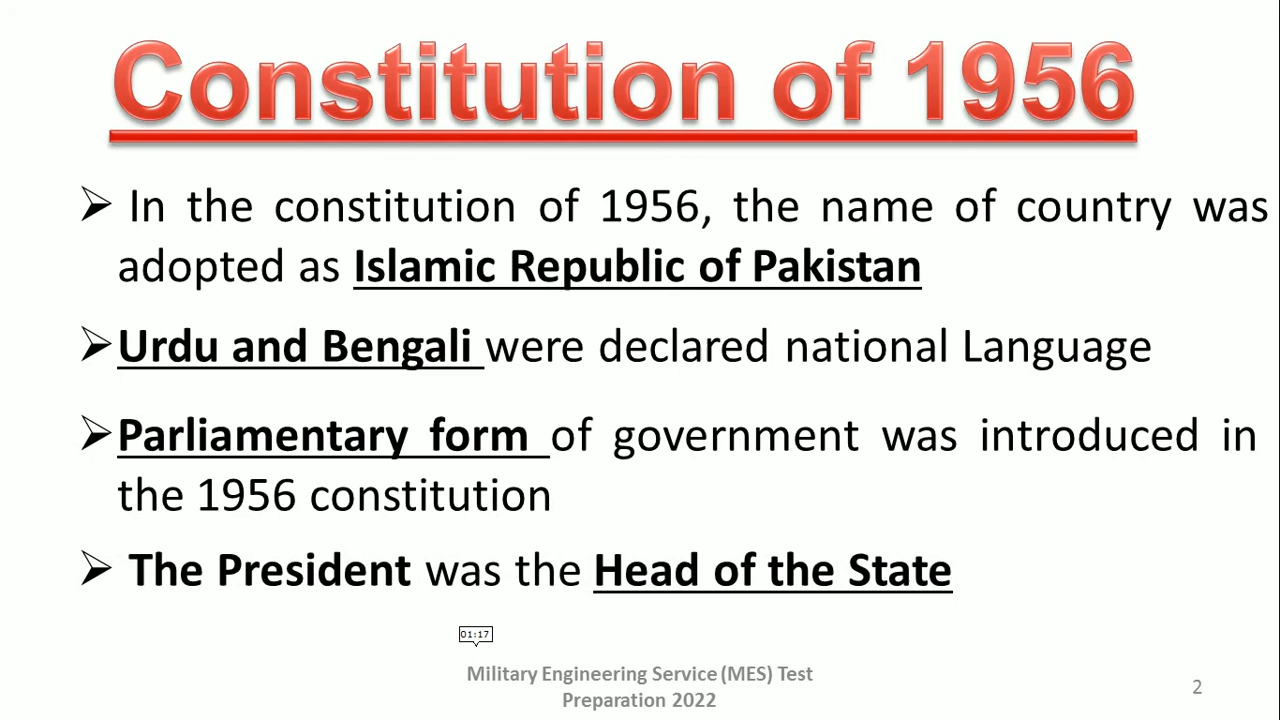 Constitution of 1956
➢ In the constitution of 1956, the name of country was
adopted as Islamic Republic of Pakistan
➢Urdu and Bengali were declared national Language
➢Parliamentary form of government was introduced in
the 1956 constitution
➢ The President was the Head of the State
01:17
Military Engineering Service (MES) Test
Preparation 2022
2